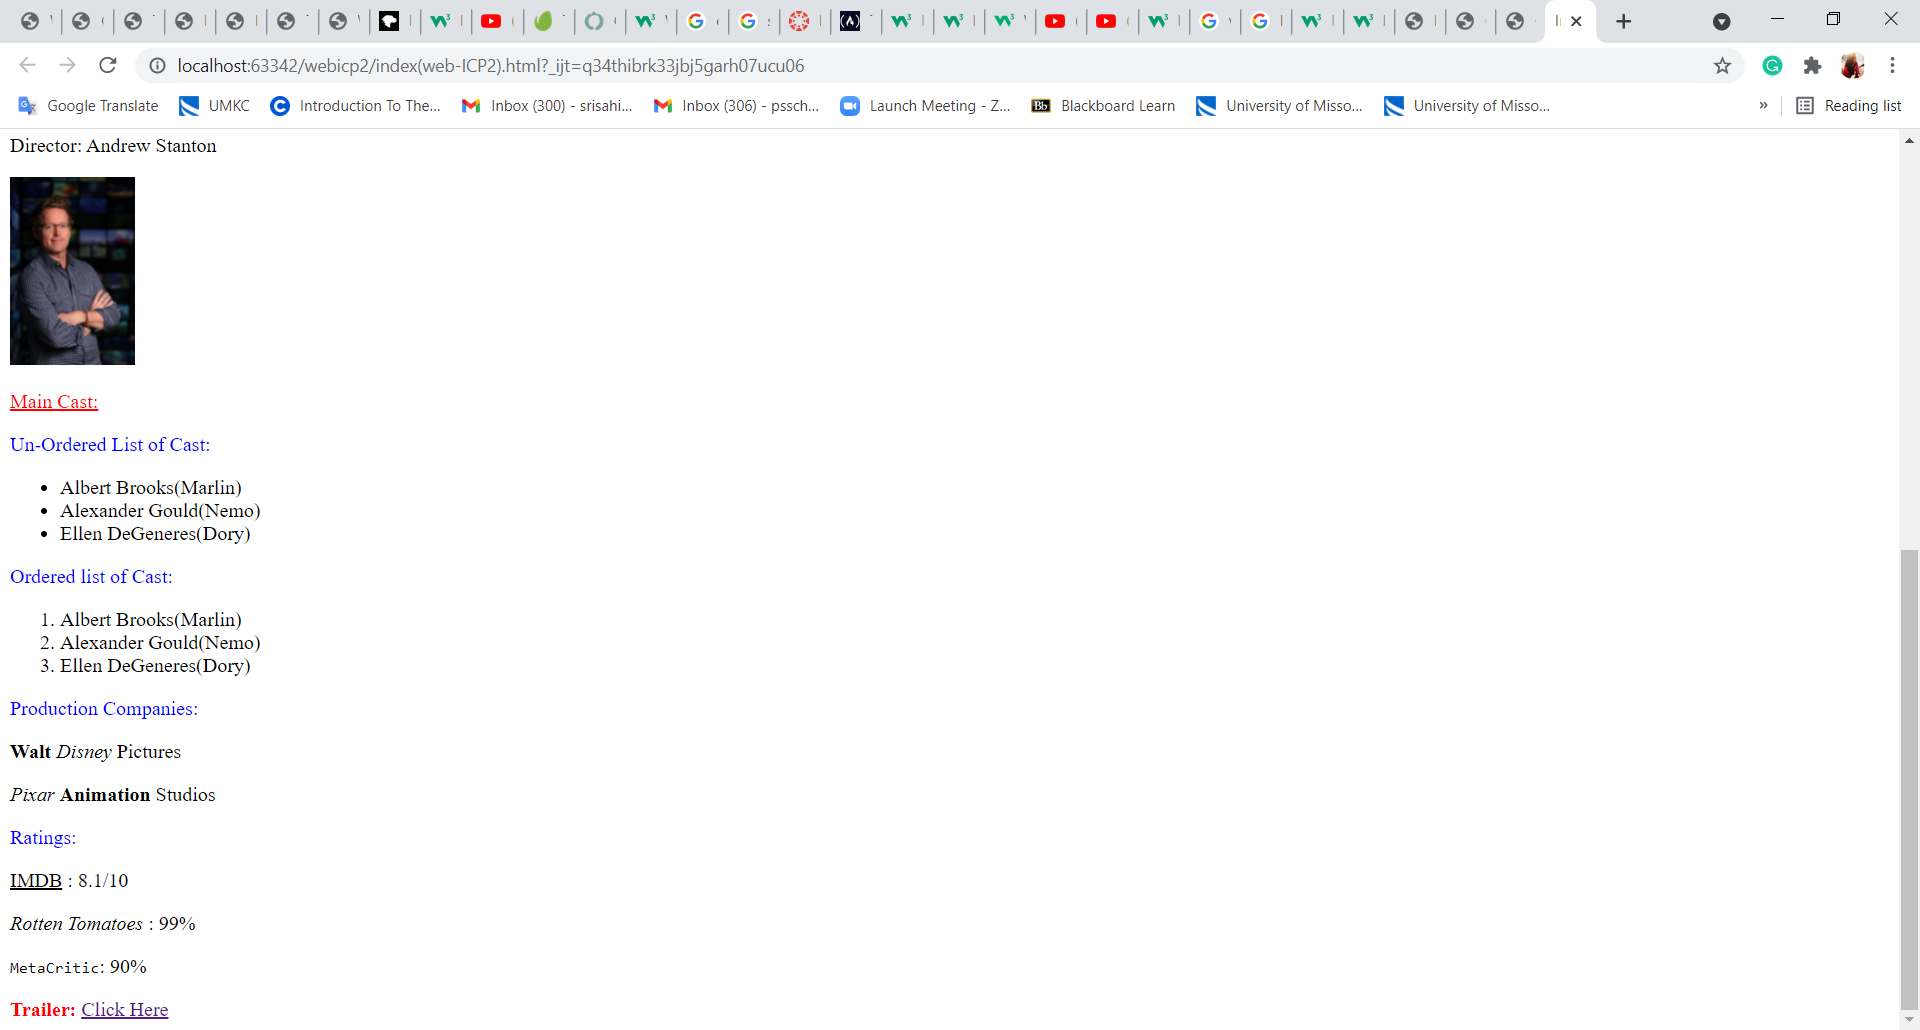 localhost:63342/webicp2/index(web-ICP2).html?_ijt=q34thibrk33jbj5garh07ucu06
Google Translate UMKC Introduction To The... Inbox (300) - srisahi... Inbox (306) - pssch... Launch Meeting - Z... Bb Blackboard Learn University of Misso... University of Misso... » Reading list
Director: Andrew Stanton
Main Cast:
Un-Ordered List of Cast:
• Albert Brooks(Marlin)
• Alexander Gould(Nemo)
• Ellen DeGeneres(Dory)
Ordered list of Cast:
1. Albert Brooks(Marlin)
2. Alexander Gould(Nemo)
3. Ellen DeGeneres(Dory)
Production Companies:
Walt Disney Pictures
Pixar Animation Studios
Ratings:
IMDB : 8.1/10
Rotten Tomatoes : 99%
MetaCritic: 90%
Trailer: Click Here